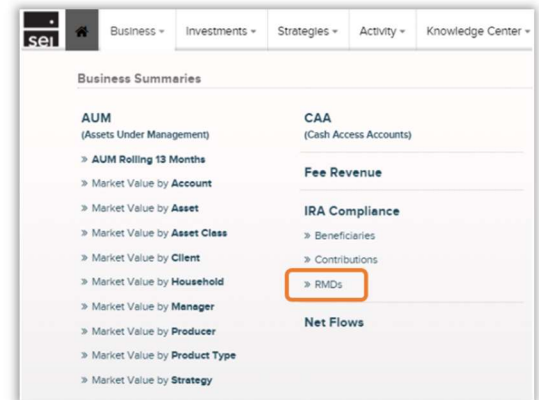 sei
Business Investments Strategies Activity Knowledge Center
Business Summaries
AUM
(Assets Under Management)
» AUM Rolling 13 Months
» Market Value by Account
» Market Value by Asset
» Market Value by Asset Class
» Market Value by Client
» Market Value by Household
» Market Value by Manager
» Market Value by Producer
» Market Value by Product Type
» Market Value by Strategy
CAA
(Cash Access Accounts)
Fee Revenue
IRA Compliance
» Beneficiaries
» Contributions
» RMDs
Net Flows